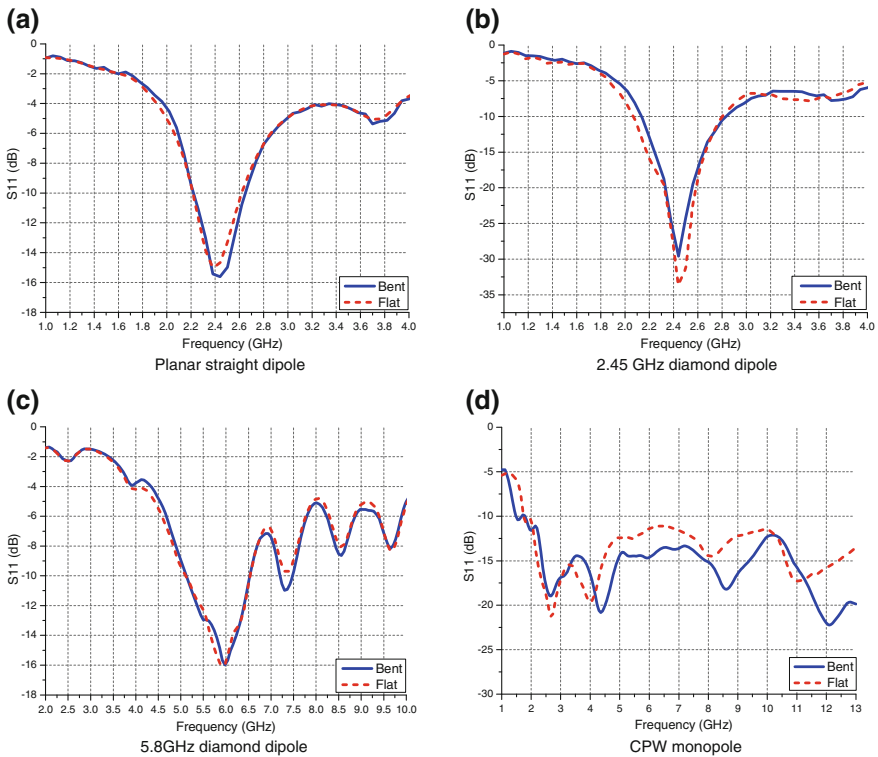 (a)
0
-2
-4
-6
-8
-10
-12
-14
-16
-18
S11 (dB)
1.0 1.2 1.4 1.6 1.8 2.0 2.2 2.4 2.6 2.8 3.0 3.2 3.4 3.6 3.8 4.0
Frequency (GHz)
Bent
Flat
Planar straight dipole
(b)
0
-5
-10
-15
-20
-25
-30
-35
S11 (dB)
1.0 1.2 1.4 1.6 1.8 2.0 2.2 2.4 2.6 2.8 3.0 3.2 3.4 3.6 3.8 4.0
Frequency (GHz)
Bent
Flat
2.45 GHz diamond dipole
(c)
0
-2
-4
-6
-8
-10
-12
-14
-16
-18
S11 (dB)
2.0 2.5 3.0 3.5 4.0 4.5 5.0 5.5 6.0 6.5 7.0 7.5 8.0 8.5 9.0 9.5 10.0
Frequency (GHz)
Bent
Flat
5.8GHz diamond dipole
(d)
0
-5
-10
-15
-20
-25
-30
S11 (dB)
1 2 3 4 5 6 7 8 9 10 11 12 13
Frequency (GHz)
Bent
Flat
CPW monopole